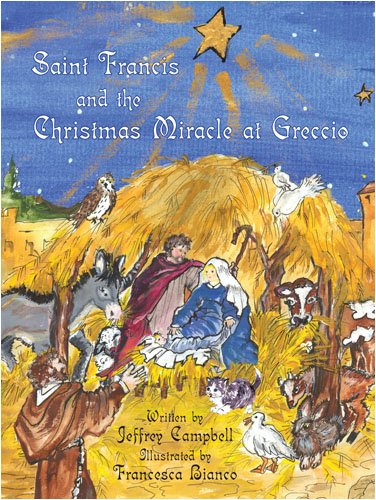 Saint Francis
and the
Christmas Miracle at Greccio
Written by
Jeffrey Campbell
Illustrated by
Francesca Bianco